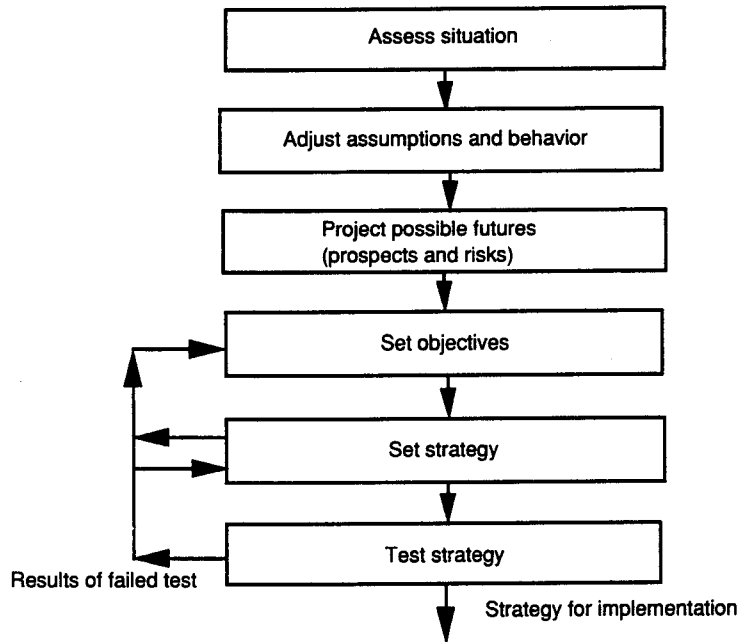 Assess situation
Adjust assumptions and behavior
Project possible futures
(prospects and risks)
Set objectives
Set strategy
Test strategy
Results of failed test
Strategy for implementation